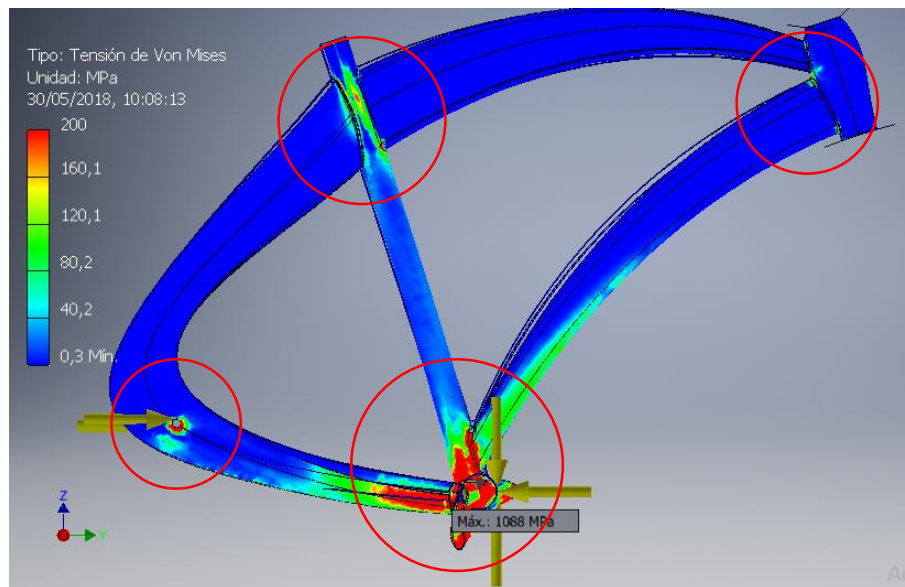 Tipo: Tensión de Von Mises
Unidad: MPa
30/05/2018, 10:08:13
200
160,1
120,1
80,2
40,2
0,3 Mín.
Máx.: 1088 MPa
Z
Y